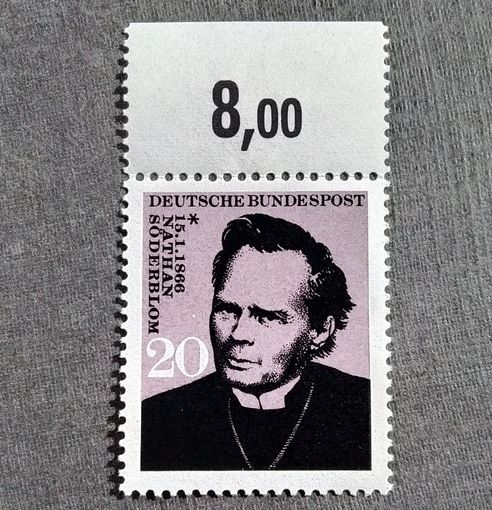 8,00
DEUTSCHE BUNDESPOST
* 15.1.1866
NATHAN
SÖDERBLOM
20